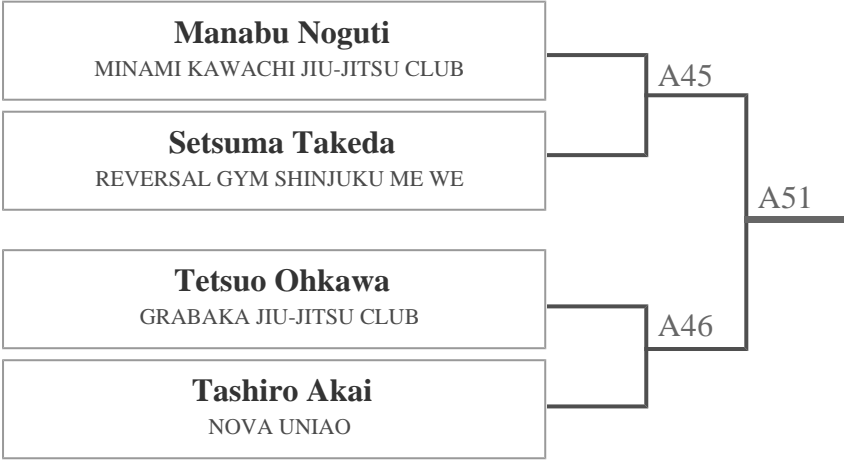 Manabu Noguti
MINAMI KAWACHI JIU-JITSU CLUB
A45
Setsuma Takeda
REVERSAL GYM SHINJUKU ME WE
A51
Tetsuo Ohkawa
GRABAKA JIU-JITSU CLUB
A46
Tashiro Akai
NOVA UNIAO